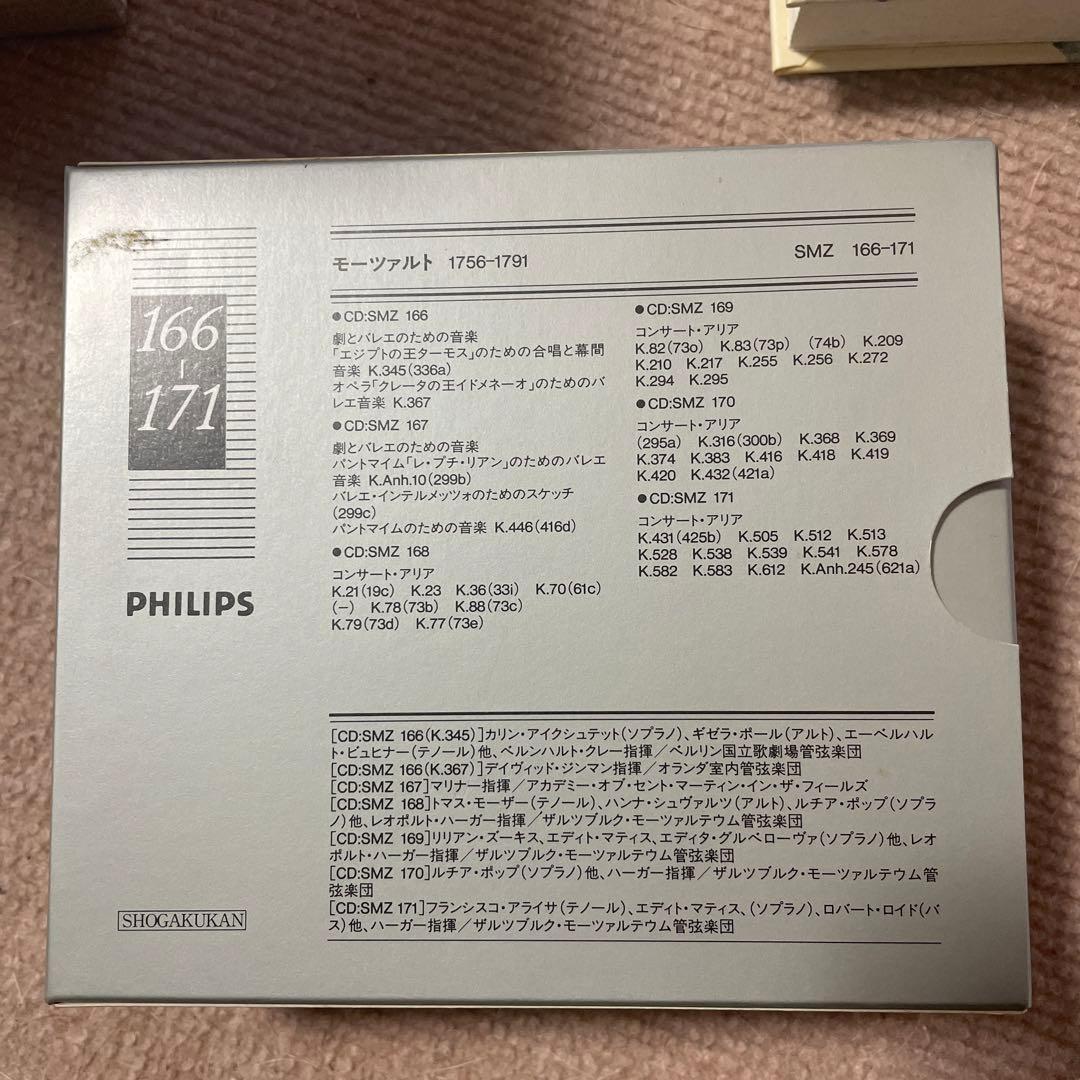 モーツァルト 1756-1791
SMZ 166-171
166
-
171
PHILIPS
SHOGAKUKAN
●CD:SMZ 166
劇とバレエのための音楽
「エジプトの王ターモス」のための合唱と幕間
音楽 K.345(336a)
オペラ「クレータの王イドメネーオ」のためのバ
レエ音楽 K.367
●CD:SMZ 167
劇とバレエのための音楽
パントマイム「レ・プチ・リアン」のためのバレエ
音楽 K.Anh.10(299b)
バレエ・インテルメッツォのためのスケッチ
(299c)
パントマイムのための音楽 K.446(416d)
●CD:SMZ 168
コンサート・アリア
K.21(19c) K.23 K.36(33i) K.70(61c)
(-) K.78(73b) K.88(73c)
K.79(73d) K.77(73e)
●CD:SMZ 169
コンサート・アリア
K.82(73o) K.83(73p) (74b) K.209
K.210 K.217 K.255 K.256 K.272
K.294 K.295
●CD:SMZ 170
コンサート・アリア
(295a) K.316(300b) K.368 K.369
K.374 K.383 K.416 K.418 K.419
K.420 K.432(421a)
●CD:SMZ 171
コンサート・アリア
K.431(425b) K.505 K.512 K.513
K.528 K.538 K.539 K.541 K.578
K.582 K.583 K.612 K.Anh.245(621a)
[CD:SMZ 166(K.345)]カリン・アイクシュテット(ソプラノ)、ギゼラ・ポール(アルト)、エーベルハル
ト・ビュヒナー(テノール)他、ベルンハルト・クレー指揮/ベルリン国立歌劇場管弦楽団
[CD:SMZ 166(K.367)]デイヴィッド・ジンマン指揮/オランダ室内管弦楽団
[CD:SMZ 167]マリナー指揮/アカデミー・オブ・セント・マーティン・イン・ザ・フィールズ
[CD:SMZ 168]トマス・モーザー(テノール)、ハンナ・シュヴァルツ(アルト)、ルチア・ポップ(ソプラ
ノ)他、レオポルト・ハーガー指揮/ザルツブルク・モーツァルテウム管弦楽団
[CD:SMZ 169]リリアン・ズーキス、エディト・マティス、エディタ・グルベローヴァ(ソプラノ)他、レオ
ポルト・ハーガー指揮/ザルツブルク・モーツァルテウム管弦楽団
[CD:SMZ 170]ルチア・ポップ(ソプラノ)他、ハーガー指揮/ザルツブルク・モーツァルテウム管
弦楽団
[CD:SMZ 171]フランシスコ・アライサ(テノール)、エディト・マティス、(ソプラノ)、ロバート・ロイド(バ
ス)他、ハーガー指揮/ザルツブルク・モーツァルテウム管弦楽団